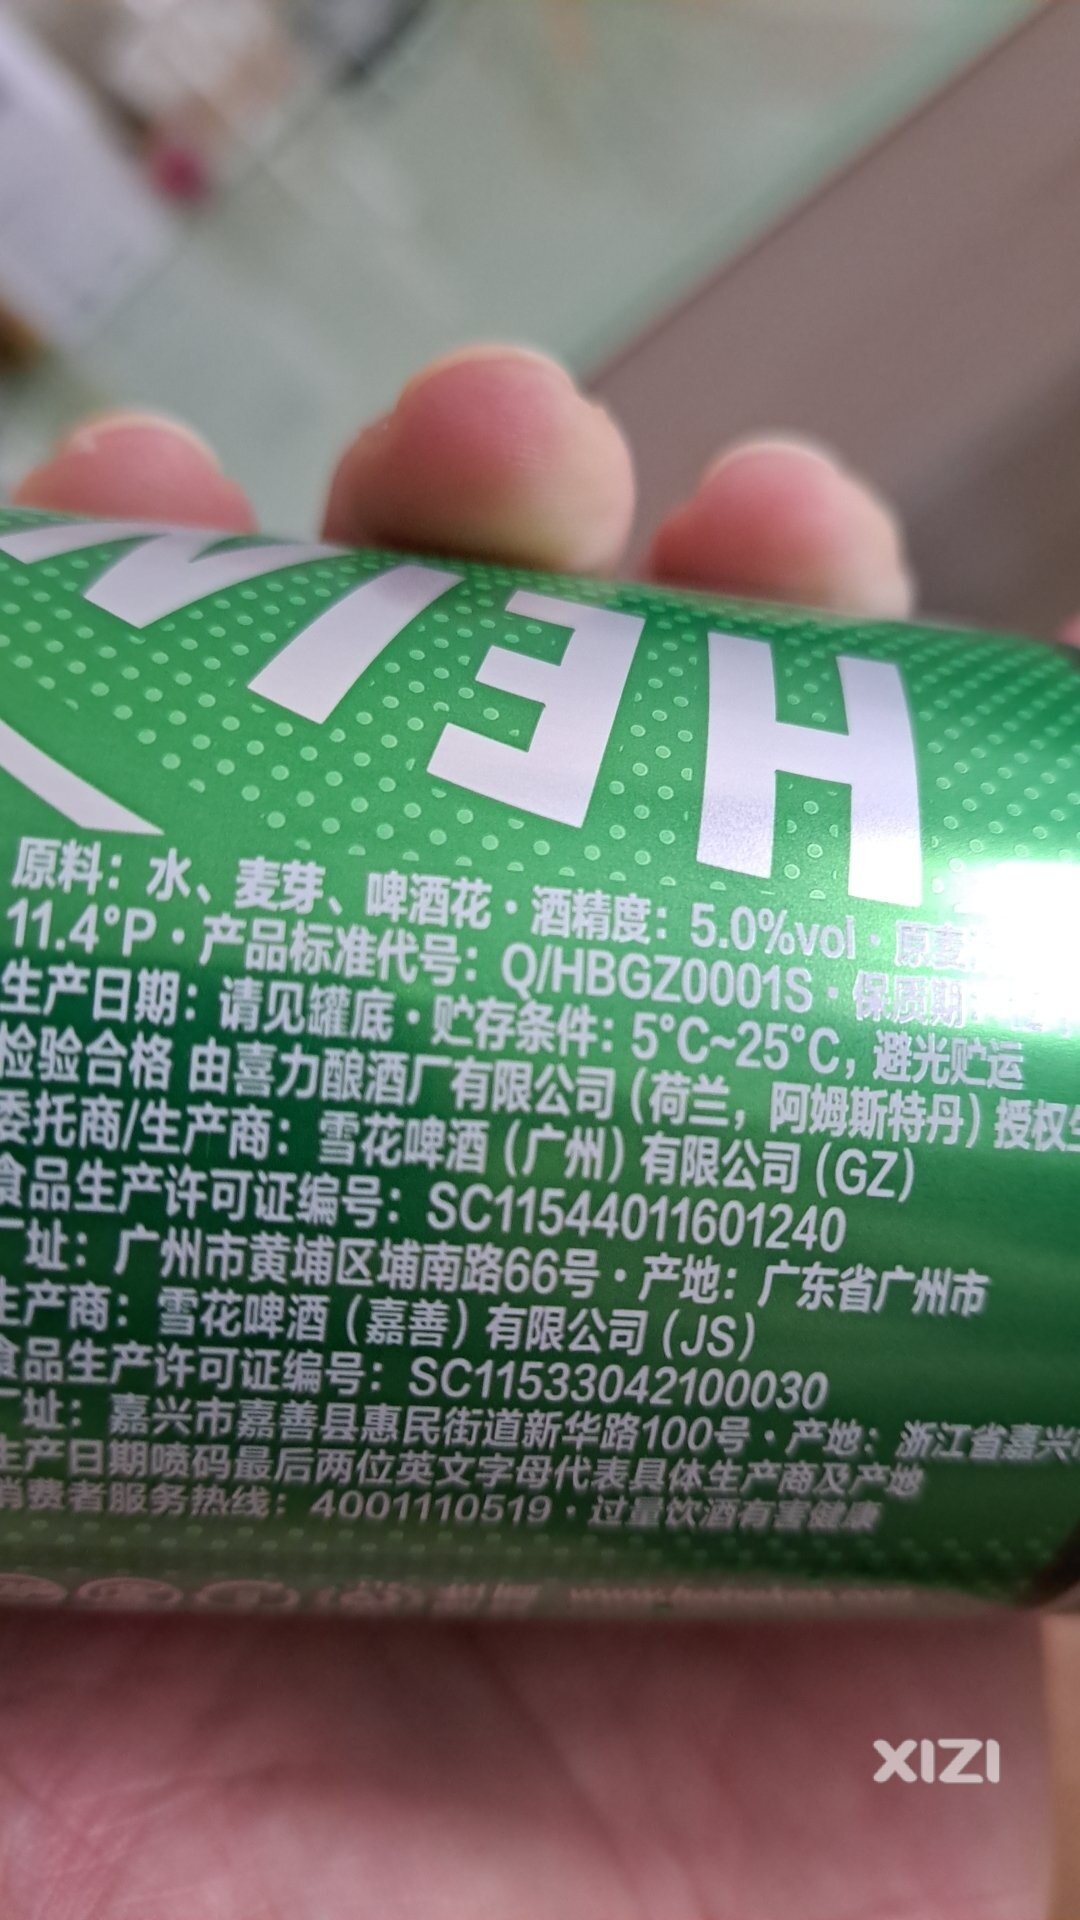 HEIN
原料：水、麦芽、啤酒花·酒精度：5.0%vol·原麦
11.4°P·产品标准代号：Q/HBGZ0001S·保质期：
生产日期：请见罐底·贮存条件：5°C~25°C，避光贮运
检验合格 由喜力酿酒厂有限公司（荷兰，阿姆斯特丹）授权生
委托商/生产商：雪花啤酒（广州）有限公司（GZ）
食品生产许可证编号：SC11544011601240
厂址：广州市黄埔区埔南路66号·产地：广东省广州市
生产商：雪花啤酒（嘉善）有限公司（JS）
食品生产许可证编号：SC11533042100030
厂址：嘉兴市嘉善县惠民街道新华路100号·产地：浙江省嘉兴市
生产日期喷码最后两位英文字母代表具体生产商及产地
消费者服务热线：4001110519·过量饮酒有害健康
XIZI